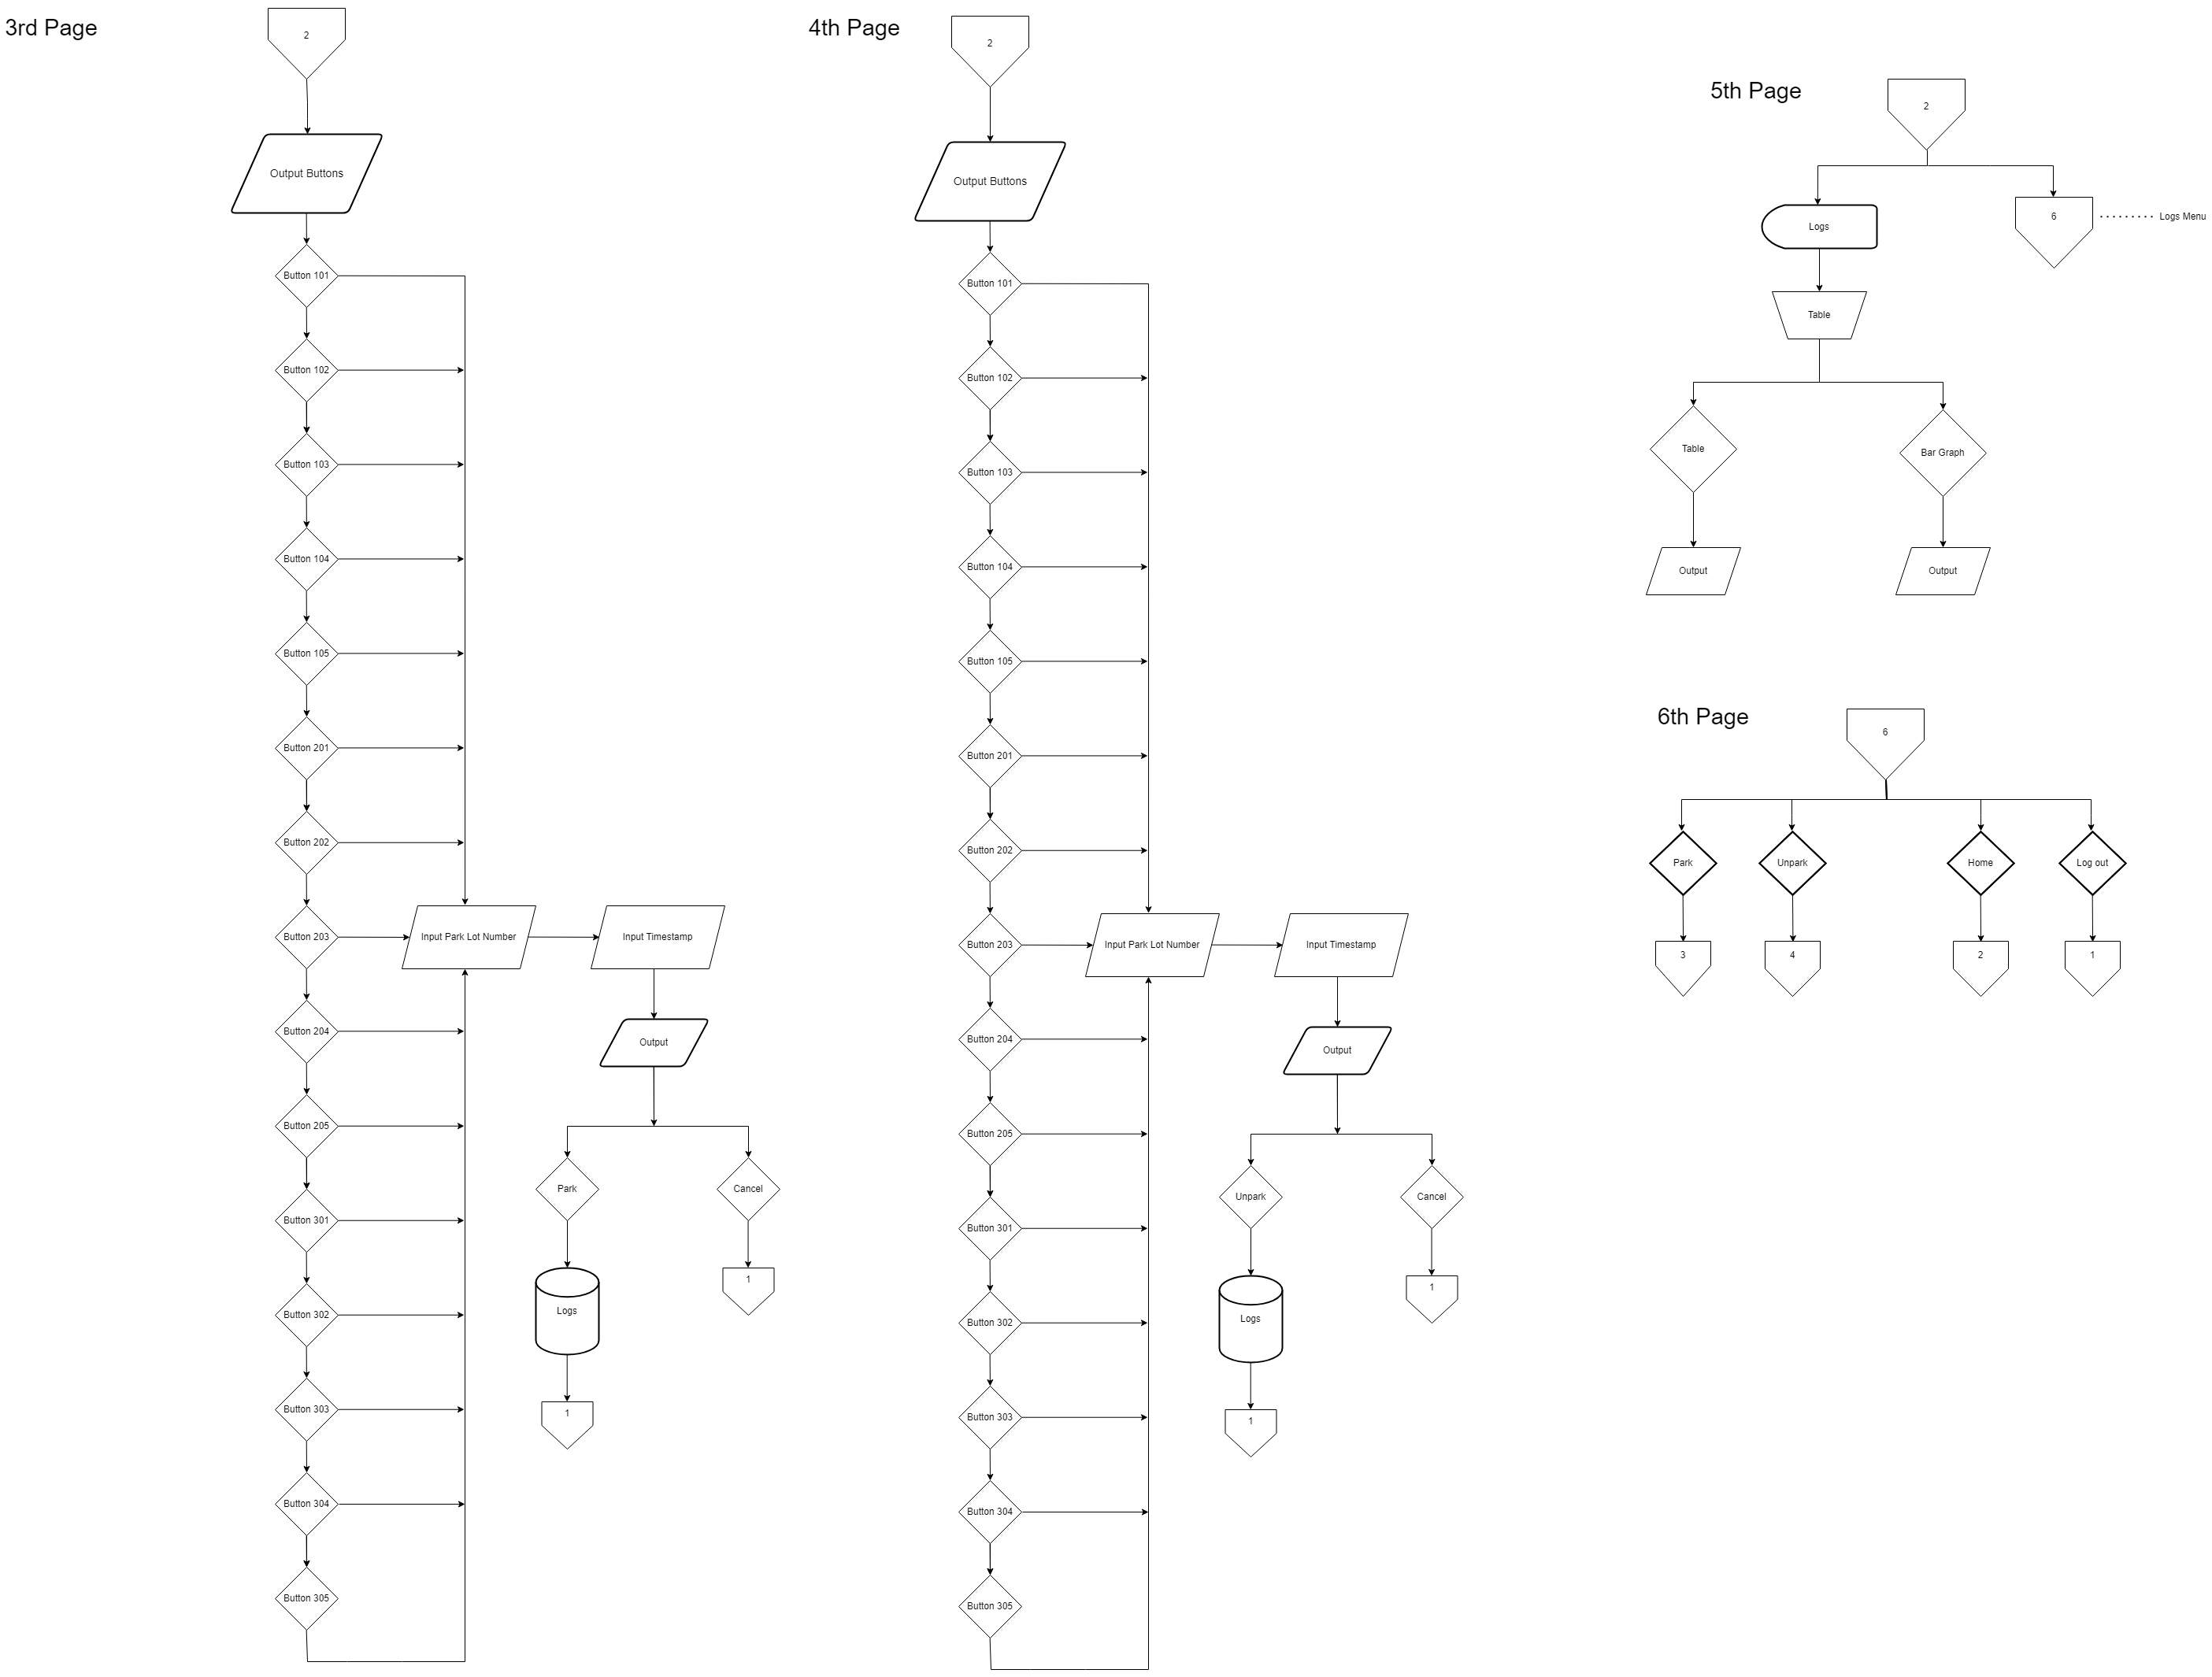 3rd Page
2
Output Buttons
Button 101
Button 102
Button 103
Button 104
Button 105
Button 201
Button 202
Button 203
Input Park Lot Number
Input Timestamp
Button 204
Output
Button 205
Park
Cancel
Button 301
1
Logs
Button 302
Button 303
1
Button 304
Button 305
4th Page
2
Output Buttons
Button 101
Button 102
Button 103
Button 104
Button 105
Button 201
Button 202
Button 203
Input Park Lot Number
Input Timestamp
Button 204
Output
Button 205
Unpark
Cancel
Button 301
1
Logs
Button 302
Button 303
1
Button 304
Button 305
5th Page
2
Logs
6
Logs Menu
Table
Table
Bar Graph
Output
Output
6th Page
6
Park
Unpark
Home
Log out
3
4
2
1